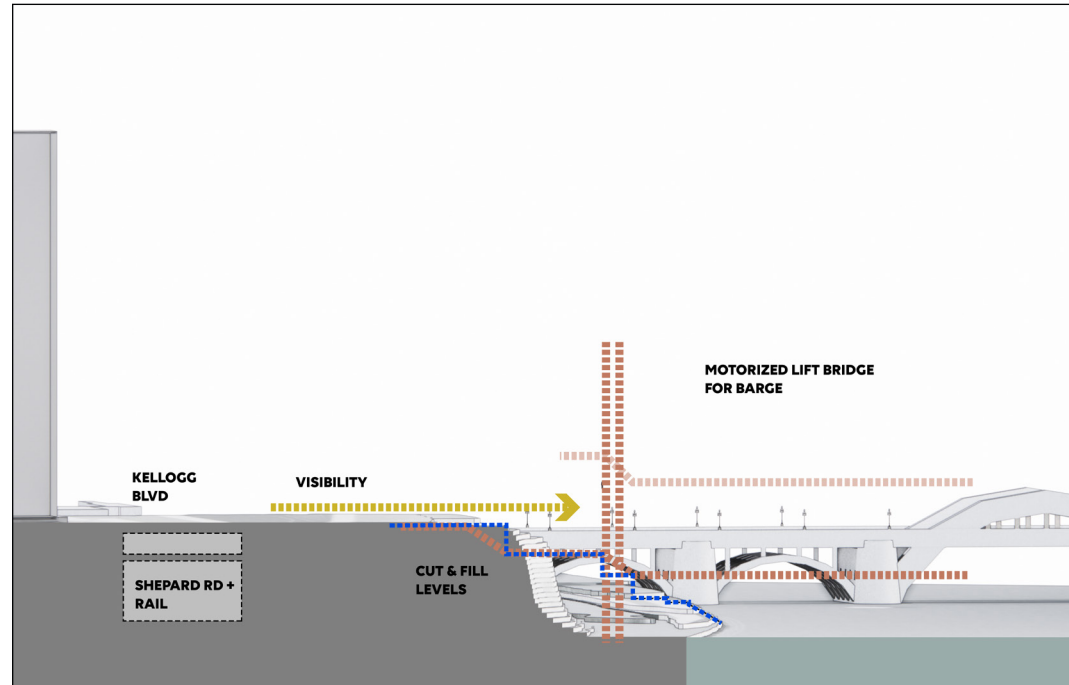 MOTORIZED LIFT BRIDGE
FOR BARGE
KELLOGG
BLVD
VISIBILITY
CUT & FILL
LEVELS
SHEPARD RD +
RAIL